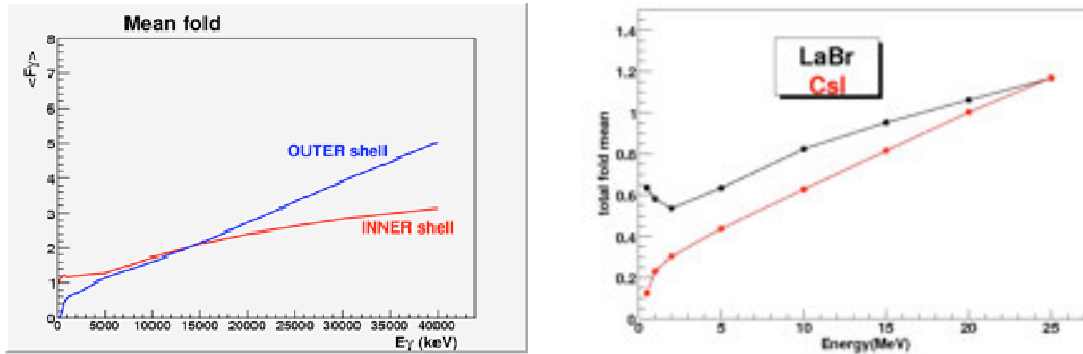 Mean fold
<Fγ>
8
7
6
5
4
3
2
1
0
OUTER shell
INNER shell
0 5000 10000 15000 20000 25000 30000 35000 40000
Eγ (keV)
total fold mean
1.4
1.2
1
0.8
0.6
0.4
0.2
0
LaBr
CsI
0 5 10 15 20 25
Energy(MeV)